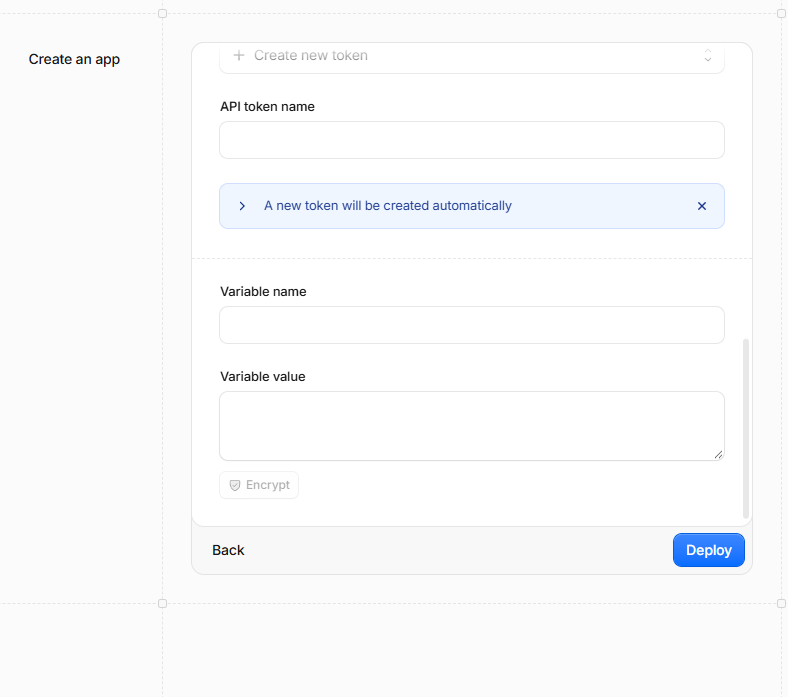 Create an app
Create new token
API token name
A new token will be created automatically
Variable name
Variable value
Encrypt
Back
Deploy